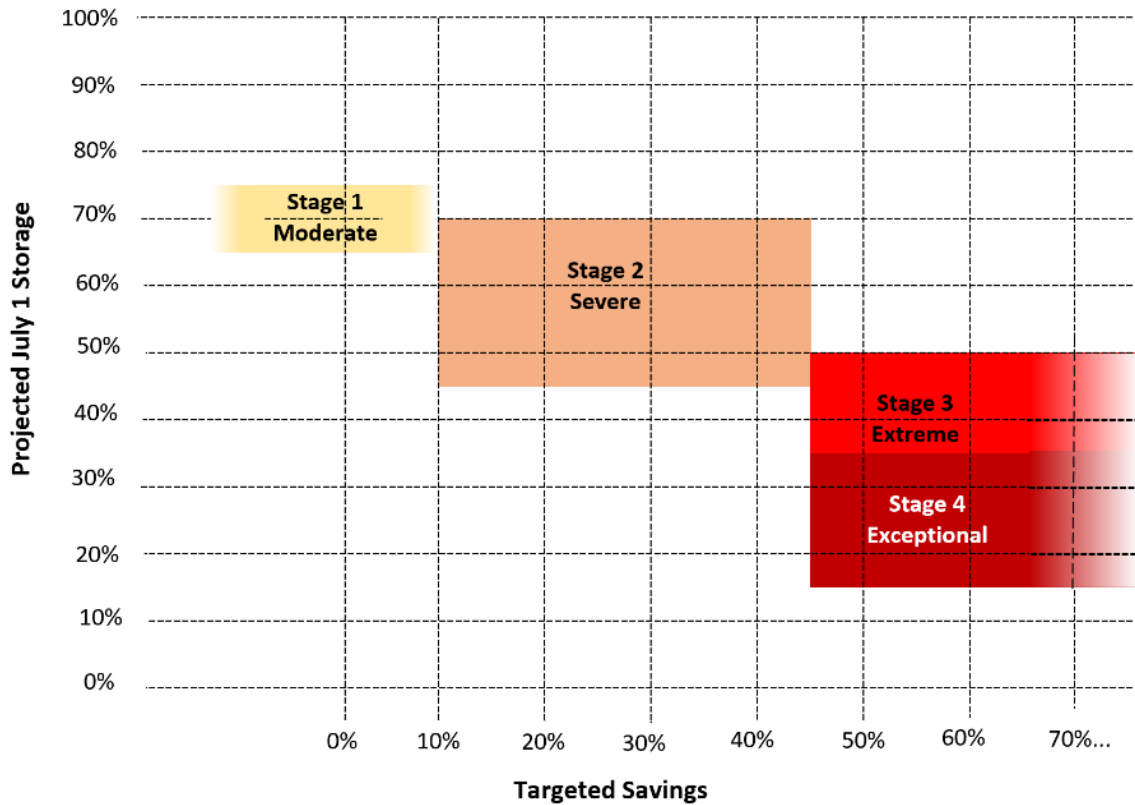 100%
90%
80%
70%
60%
50%
40%
30%
20%
10%
0%
Projected July 1 Storage
Stage 1
Moderate
Stage 2
Severe
Stage 3
Extreme
Stage 4
Exceptional
0% 10% 20% 30% 40% 50% 60% 70%...
Targeted Savings